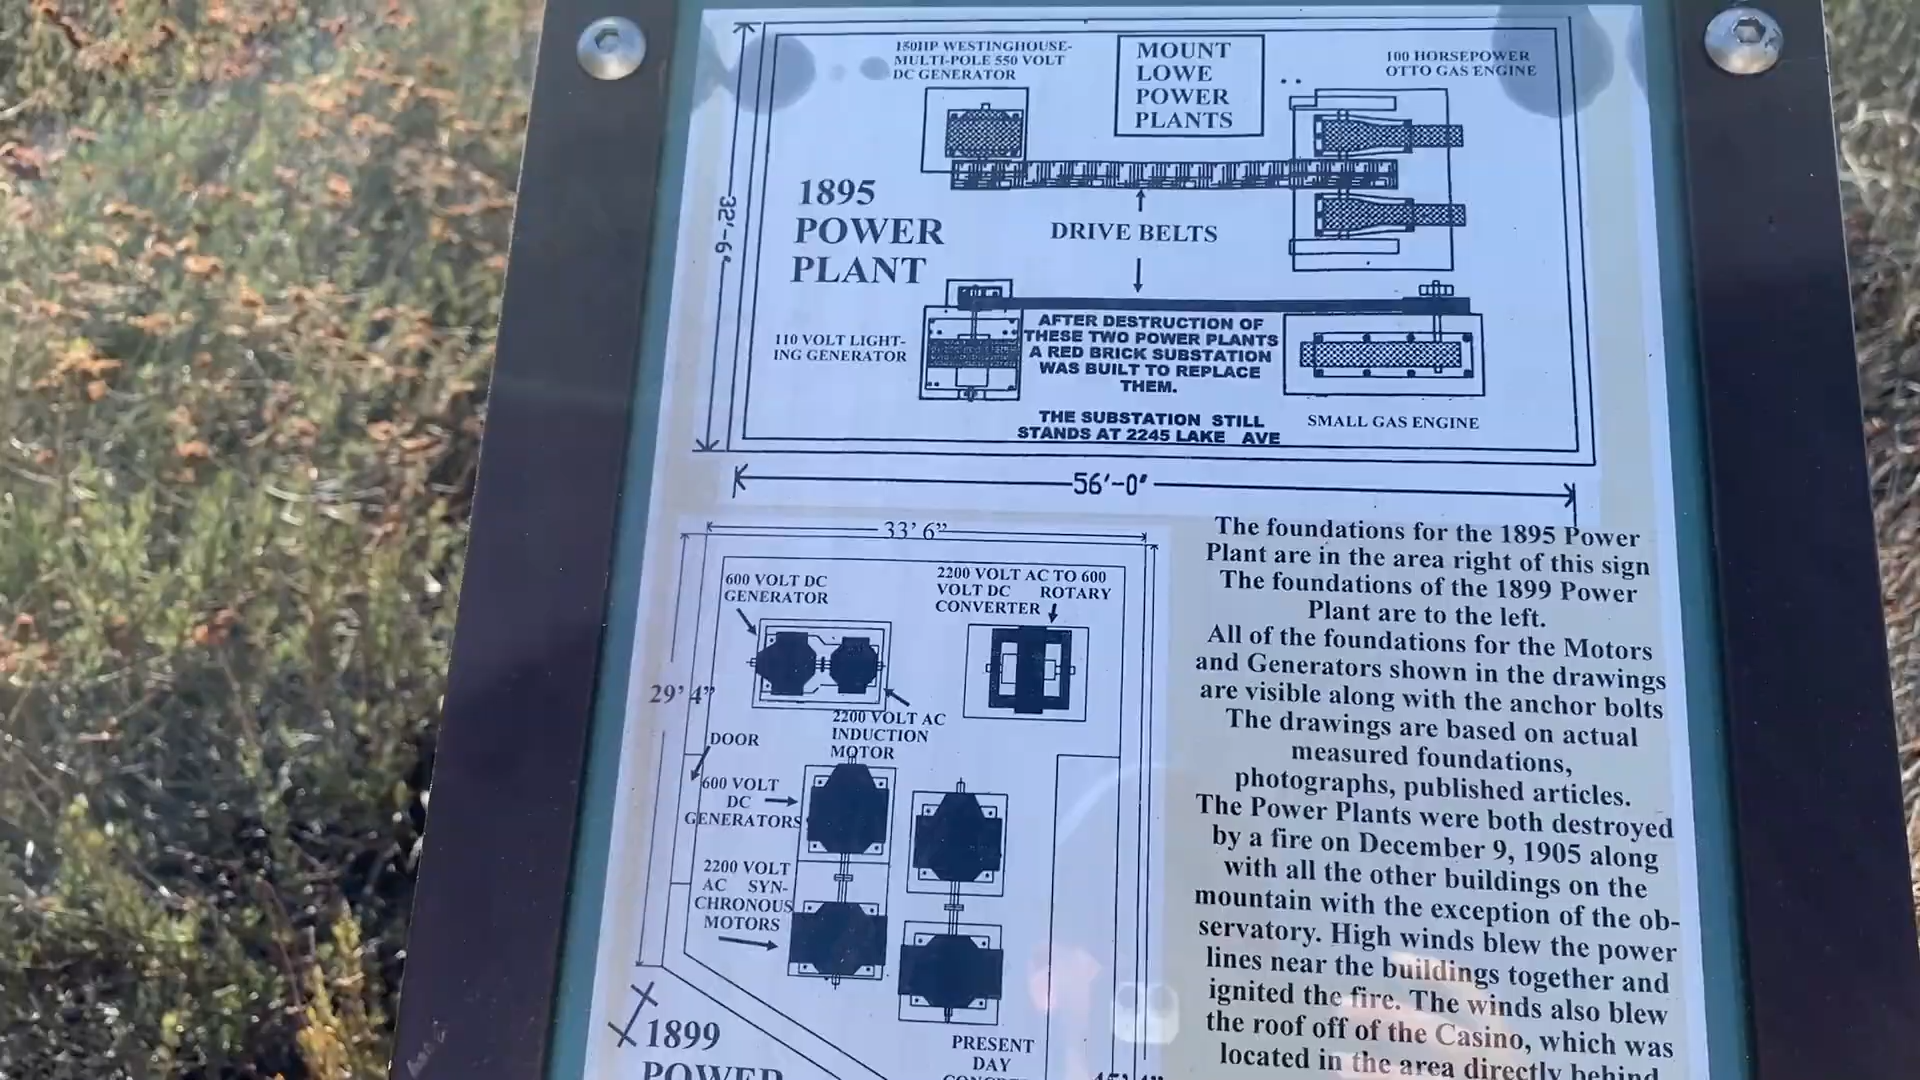 150HP WESTINGHOUSE-
MULTI-POLE 550 VOLT
DC GENERATOR
MOUNT
LOWE
POWER
PLANTS
100 HORSEPOWER
OTTO GAS ENGINE
32'-6"
1895
POWER
PLANT
DRIVE BELTS
110 VOLT LIGHT-
ING GENERATOR
AFTER DESTRUCTION OF
THESE TWO POWER PLANTS
A RED BRICK SUBSTATION
WAS BUILT TO REPLACE
THEM.
THE SUBSTATION STILL
STANDS AT 2245 LAKE AVE
SMALL GAS ENGINE
56'-0"
33' 6"
600 VOLT DC
GENERATOR
2200 VOLT AC TO 600
VOLT DC ROTARY
CONVERTER
29' 4"
2200 VOLT AC
INDUCTION
MOTOR
DOOR
600 VOLT
DC
GENERATORS
2200 VOLT
AC SYN-
CHRONOUS
MOTORS
1899
POWER
PRESENT
DAY
The foundations for the 1895 Power
Plant are in the area right of this sign
The foundations of the 1899 Power
Plant are to the left.
All of the foundations for the Motors
and Generators shown in the drawings
are visible along with the anchor bolts
The drawings are based on actual
measured foundations,
photographs, published articles.
The Power Plants were both destroyed
by a fire on December 9, 1905 along
with all the other buildings on the
mountain with the exception of the ob-
servatory. High winds blew the power
lines near the buildings together and
ignited the fire. The winds also blew
the roof off of the Casino, which was
located in the area directly behind